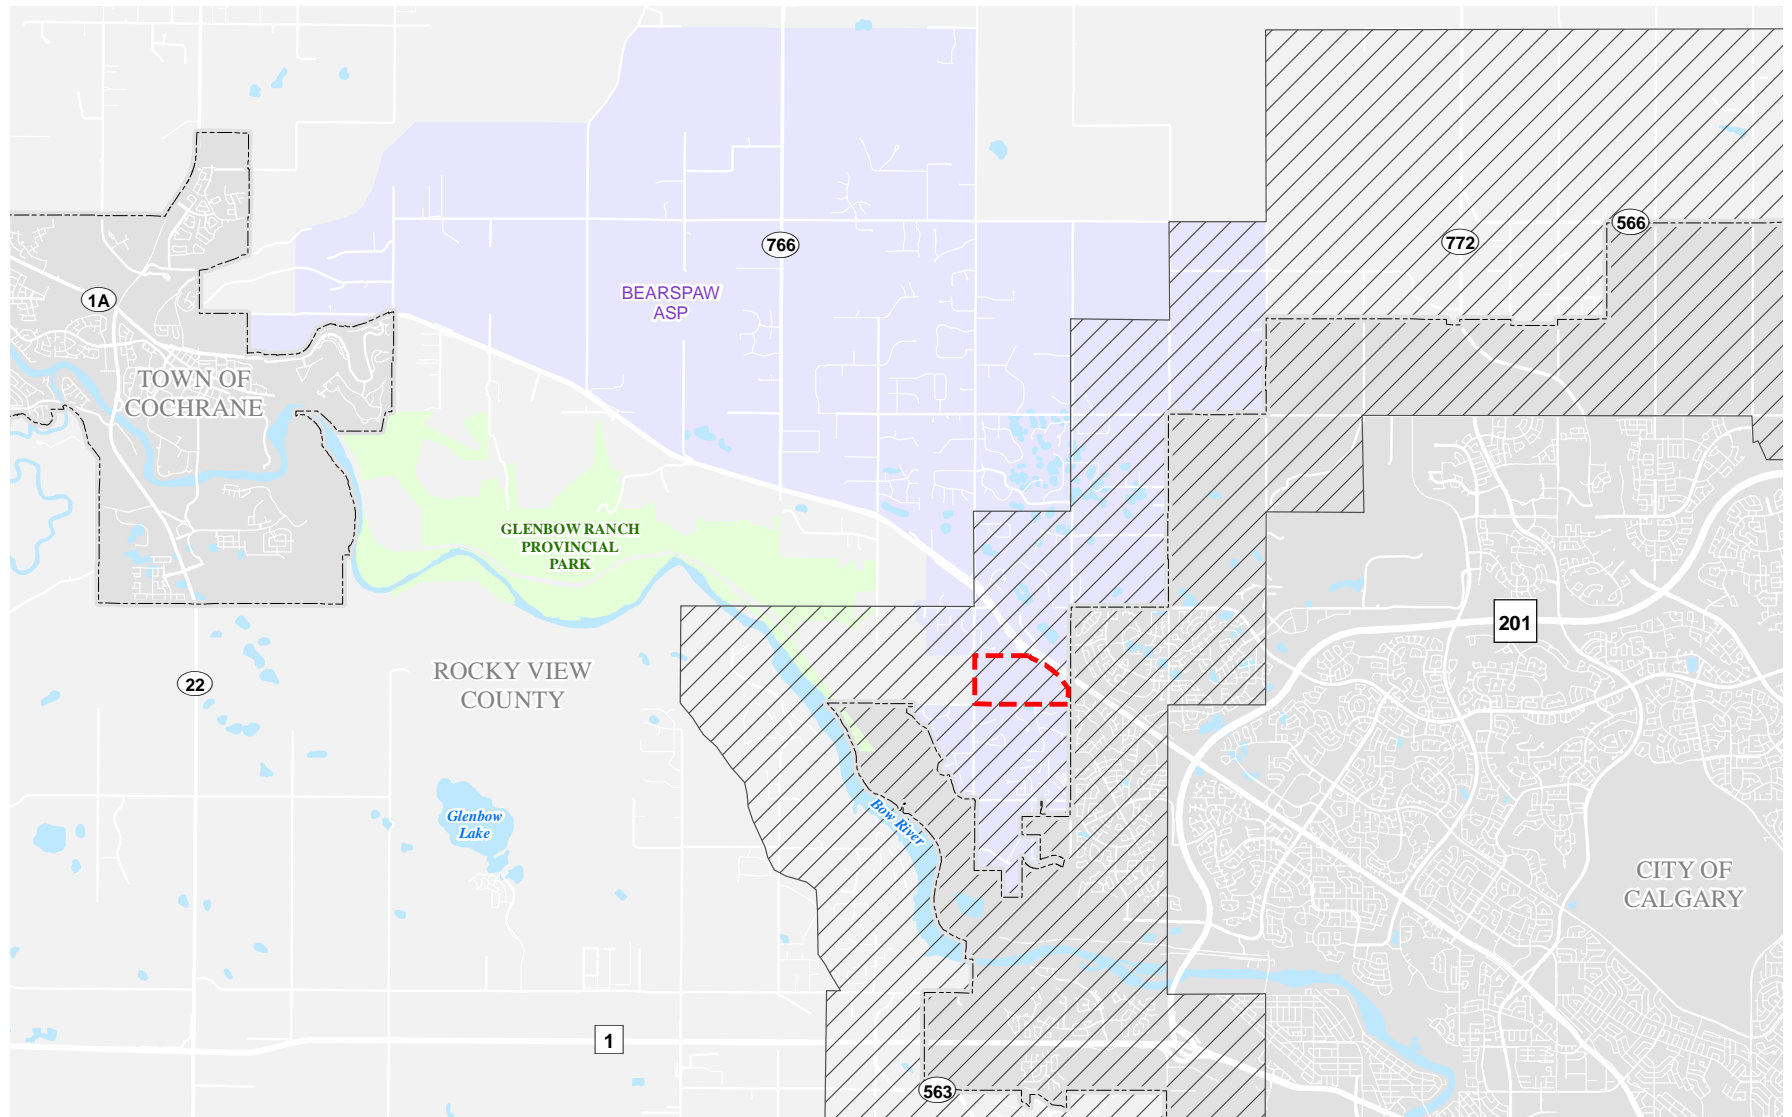 566
772
766
BEARSPAW
ASP
1A
TOWN OF
COCHRANE
GLENBOW RANCH
PROVINCIAL
PARK
201
ROCKY VIEW
COUNTY
22
Glenbow
Lake
Bow River
CITY OF
CALGARY
1
563